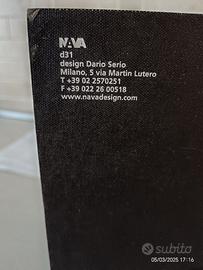 NAVA
d31
design Dario Serio
Milano, 5 via Martin Lutero
T +39 02 2570251
F +39 022 26 00518
www.navadesign.com
subito
05/03/2025 17:16